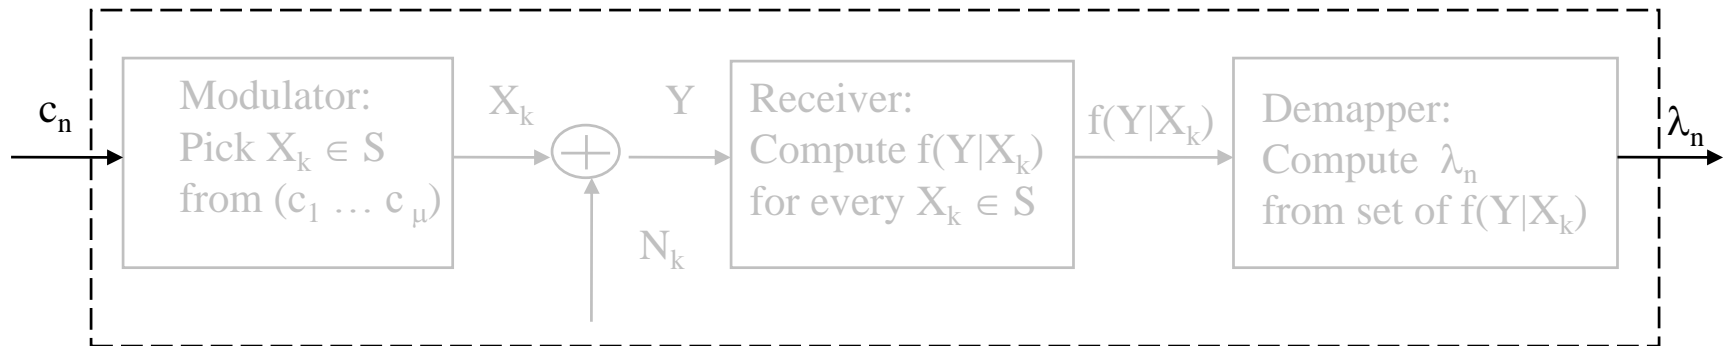 c_n
Modulator:
Pick X_k ∈ S
from (c_1 … c_μ)
X_k
N_k
Y
Receiver:
Compute f(Y|X_k)
for every X_k ∈ S
f(Y|X_k)
Demapper:
Compute λ_n
from set of f(Y|X_k)
λ_n